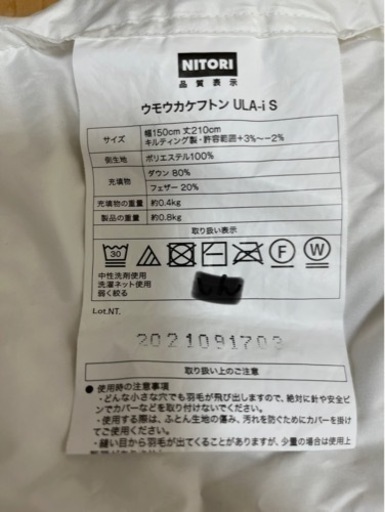 NITORI
品質表示
ウモウカケフトン ULA-i S
サイズ 幅150cm 丈210cm
キルティング製・許容範囲+3%〜−2%
側生地 ポリエステル100%
充填物 ダウン 80%
フェザー 20%
充填物の重量 約0.4kg
製品の重量 約0.8kg
取り扱い表示
30 F W
中性洗剤使用
洗濯ネット使用
弱く絞る
Lot.NT.
2021091703
取り扱い上のご注意
● 使用時の注意事項
・どんな小さな穴でも羽毛が飛び出しますので、絶対に針や安全ピ
ンでカバーなどを取り付けないでください。
・使用する際は、ふとん生地の傷み、汚れを防ぐためにカバーを掛け
てご使用ください。
・縫い目から羽毛が出てくることがありますが、少量の場合は使用上